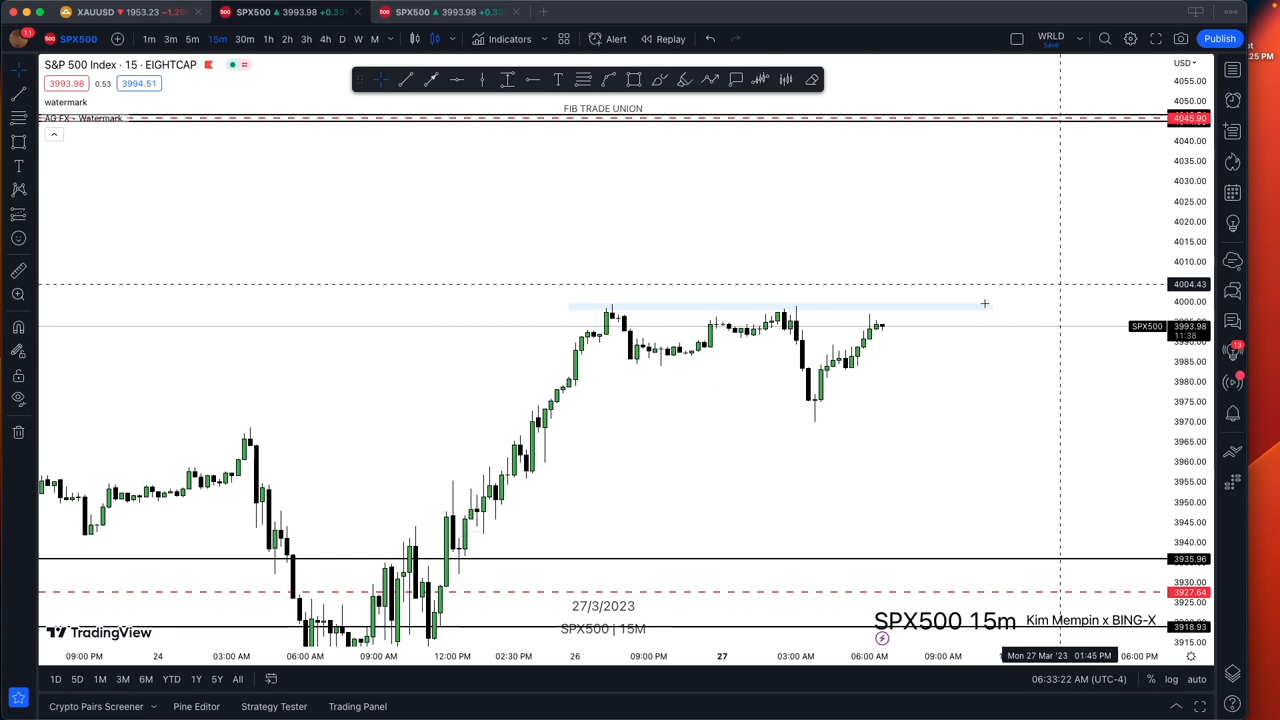 XAUUSD ▼ 1953.23 −1.29 SPX500 ▲ 3993.98 +0.33 SPX500 ▲ 3993.98 +0.33
11 SPX500 1m 3m 5m 15m 30m 1h 2h 3h 4h D W M Indicators Alert Replay WRLD Save Publish
S&P 500 Index · 15 · EIGHTCAP USD
3993.98 0.53 3994.51
watermark
FIB TRADE UNION
AG FX - Watermark
4055.00
4050.00
4045.90
4040.00
4035.00
4030.00
4025.00
4020.00
4015.00
4010.00
4004.43
4000.00
SPX500 3993.98
11:38
3985.00
3980.00
3975.00
3970.00
3965.00
3960.00
3955.00
3950.00
3945.00
3940.00
3935.96
3930.00
3927.64
3925.00
3918.93
3915.00
13
27/3/2023
SPX500 | 15M
SPX500 15m Kim Mempin x BING-X
TradingView
09:00 PM 24 03:00 AM 06:00 AM 09:00 AM 12:00 PM 02:30 PM 26 09:00 PM 27 03:00 AM 06:00 AM 09:00 AM Mon 27 Mar '23 01:45 PM 06:00 PM
1D 5D 1M 3M 6M YTD 1Y 5Y All 06:33:22 AM (UTC-4) % log auto
Crypto Pairs Screener Pine Editor Strategy Tester Trading Panel